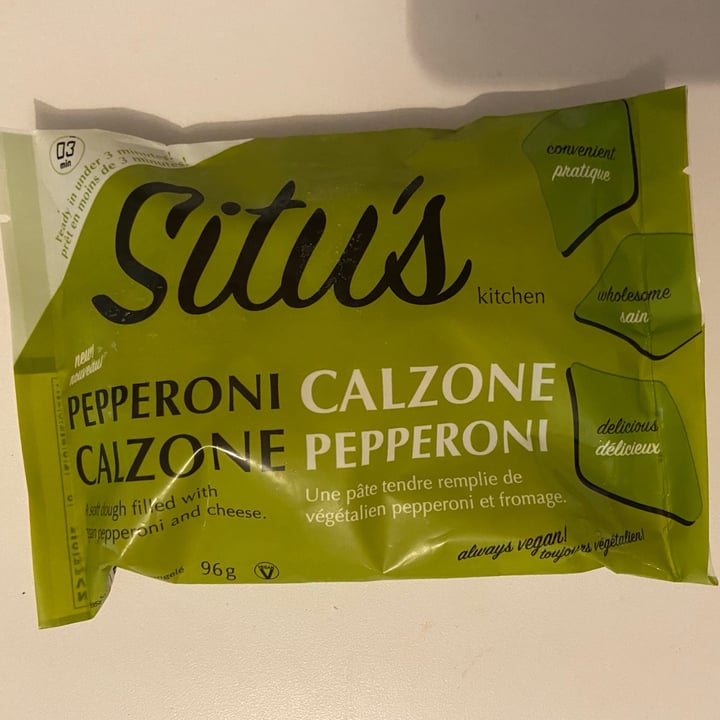 03
min
ready in under 3 minutes!
prêt en moins de 3 minutes!
Situ's
kitchen
convenient
pratique
wholesome
sain
delicious
délicieux
new!
nouveau!
PEPPERONI
CALZONE
A soft dough filled with
pepperoni and cheese.
CALZONE
PEPPERONI
Une pâte tendre remplie de
végétalien pepperoni et fromage.
always vegan!
toujours végétalien!
96g
VEGAN